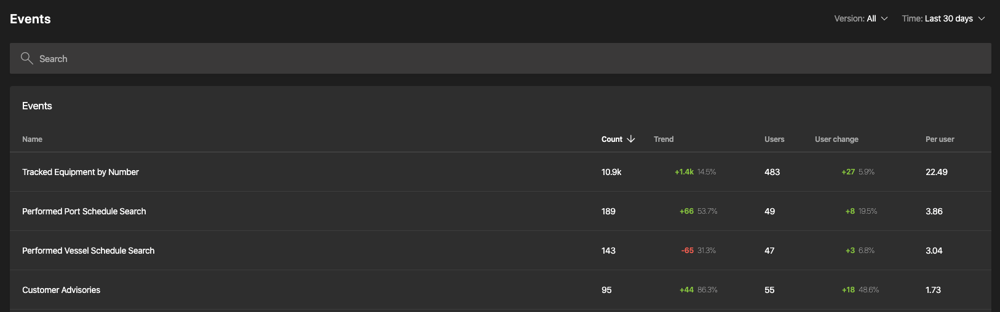 Events
Version: All
Time: Last 30 days
Search
Events
Name Count Trend Users User change Per user
Tracked Equipment by Number 10.9k +1.4k 14.5% 483 +27 5.9% 22.49
Performed Port Schedule Search 189 +66 53.7% 49 +8 19.5% 3.86
Performed Vessel Schedule Search 143 -65 31.3% 47 +3 6.8% 3.04
Customer Advisories 95 +44 86.3% 55 +18 48.6% 1.73